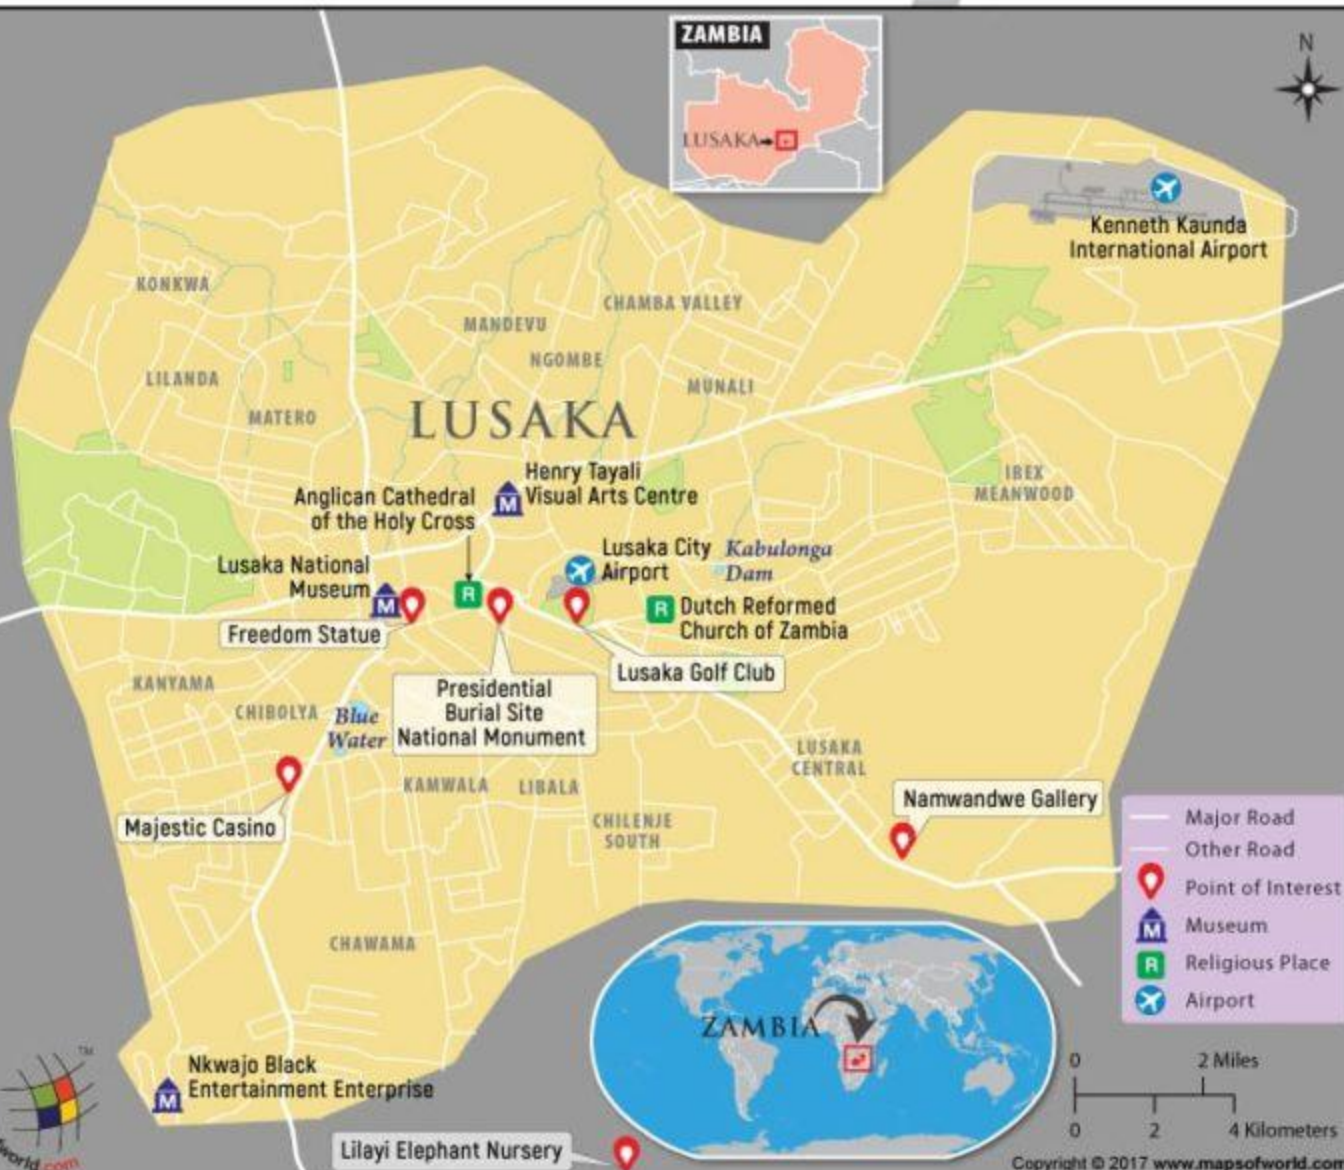 ZAMBIA
LUSAKA
N
Kenneth Kaunda
International Airport
KONKWA
CHAMBA VALLEY
MANDEVU
NGOMBE
LILANDA
MUNALI
MATERO
LUSAKA
Henry Tayali
Visual Arts Centre
IBEX
MEANWOOD
Anglican Cathedral
of the Holy Cross
M
Lusaka City
Airport
Kabulonga
Dam
Lusaka National
Museum
M
R
R
Dutch Reformed
Church of Zambia
Freedom Statue
Lusaka Golf Club
KANYAMA
Presidential
Burial Site
National Monument
CHIBOLYA
Blue
Water
LUSAKA
CENTRAL
KAMWALA
LIBALA
Majestic Casino
CHILENJE
SOUTH
Namwandwe Gallery
Major Road
Other Road
Point of Interest
M
Museum
R
Religious Place
Airport
CHAWAMA
ZAMBIA
TM
Nkwajo Black
Entertainment Enterprise
M
0 2 Miles
0 2 4 Kilometers
Lilayi Elephant Nursery
world.com
Copyright © 2017 www.mapsofworld.com